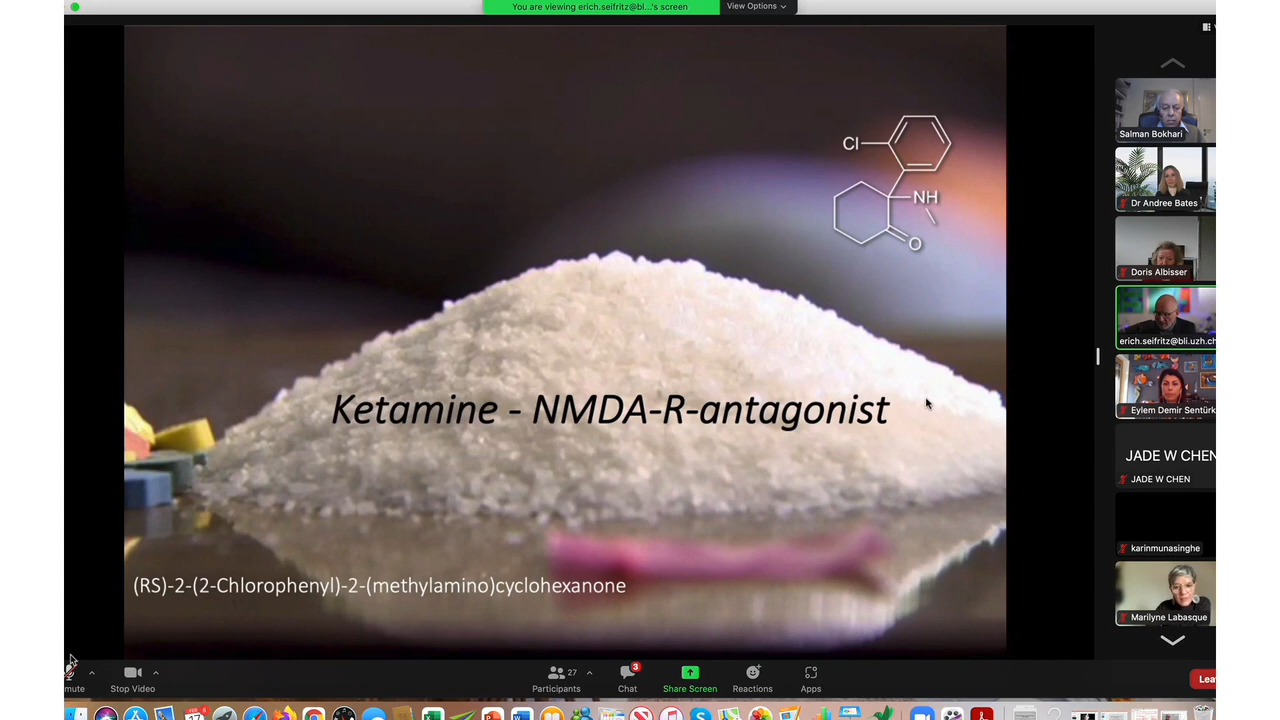 You are viewing erich.seifritz@bl...'s screen
View Options
Cl
NH
O
Ketamine - NMDA-R-antagonist
(RS)-2-(2-Chlorophenyl)-2-(methylamino)cyclohexanone
Salman Bokhari
Dr Andree Bates
Doris Albisser
erich.seifritz@bli.uzh.ch
Eylem Demir Sentürk
JADE W CHEN
JADE W CHEN
karinmunasinghe
Marilyne Labasque
mute
Stop Video
27
Participants
3
Chat
Share Screen
Reactions
Apps
Lea